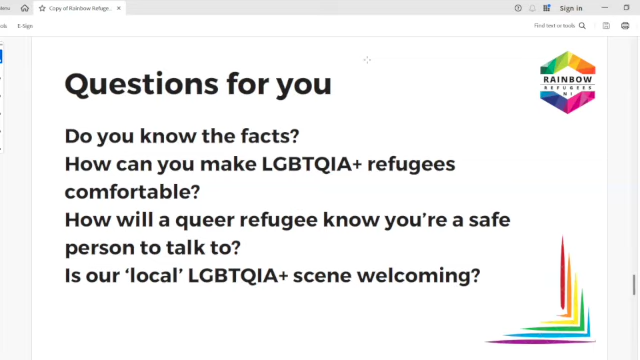 Menu
Copy of Rainbow Refuge...
Sign in
Tools
E-Sign
Find text or tools
Questions for you
RAINBOW
REFUGEES
NI
Do you know the facts?
How can you make LGBTQIA+ refugees
comfortable?
How will a queer refugee know you're a safe
person to talk to?
Is our 'local' LGBTQIA+ scene welcoming?